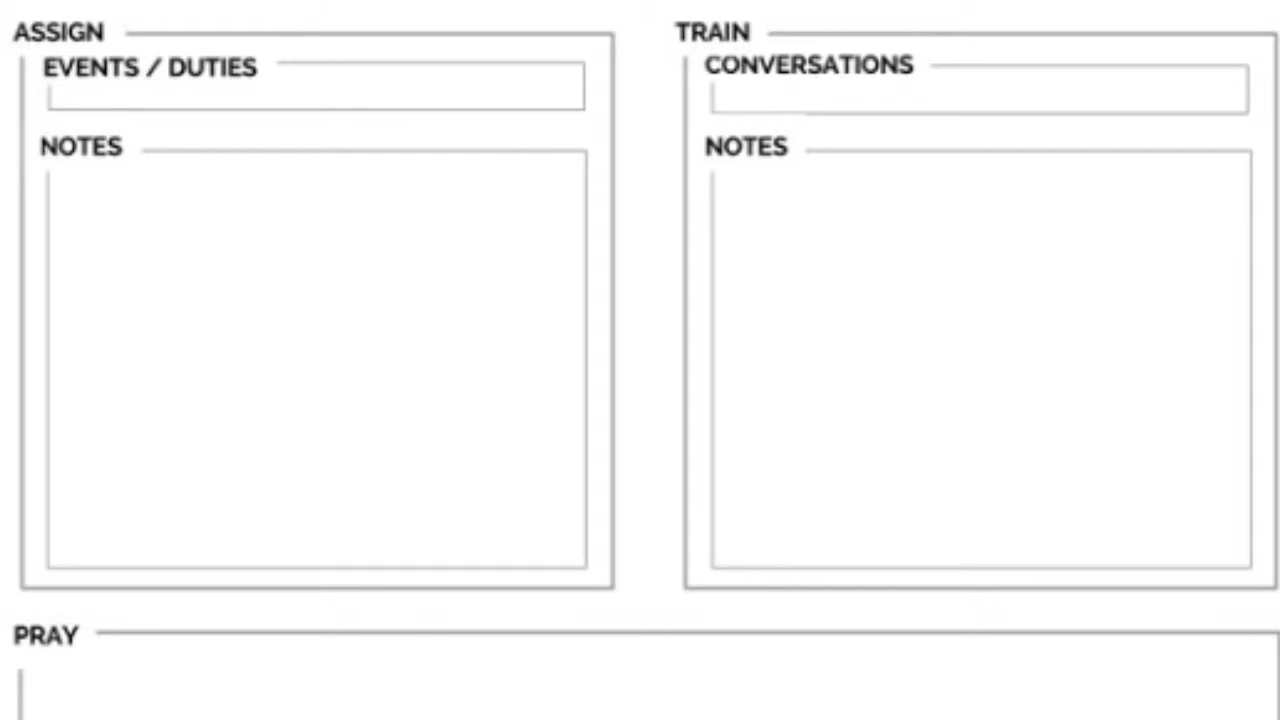 ASSIGN
EVENTS / DUTIES
NOTES
TRAIN
CONVERSATIONS
NOTES
PRAY